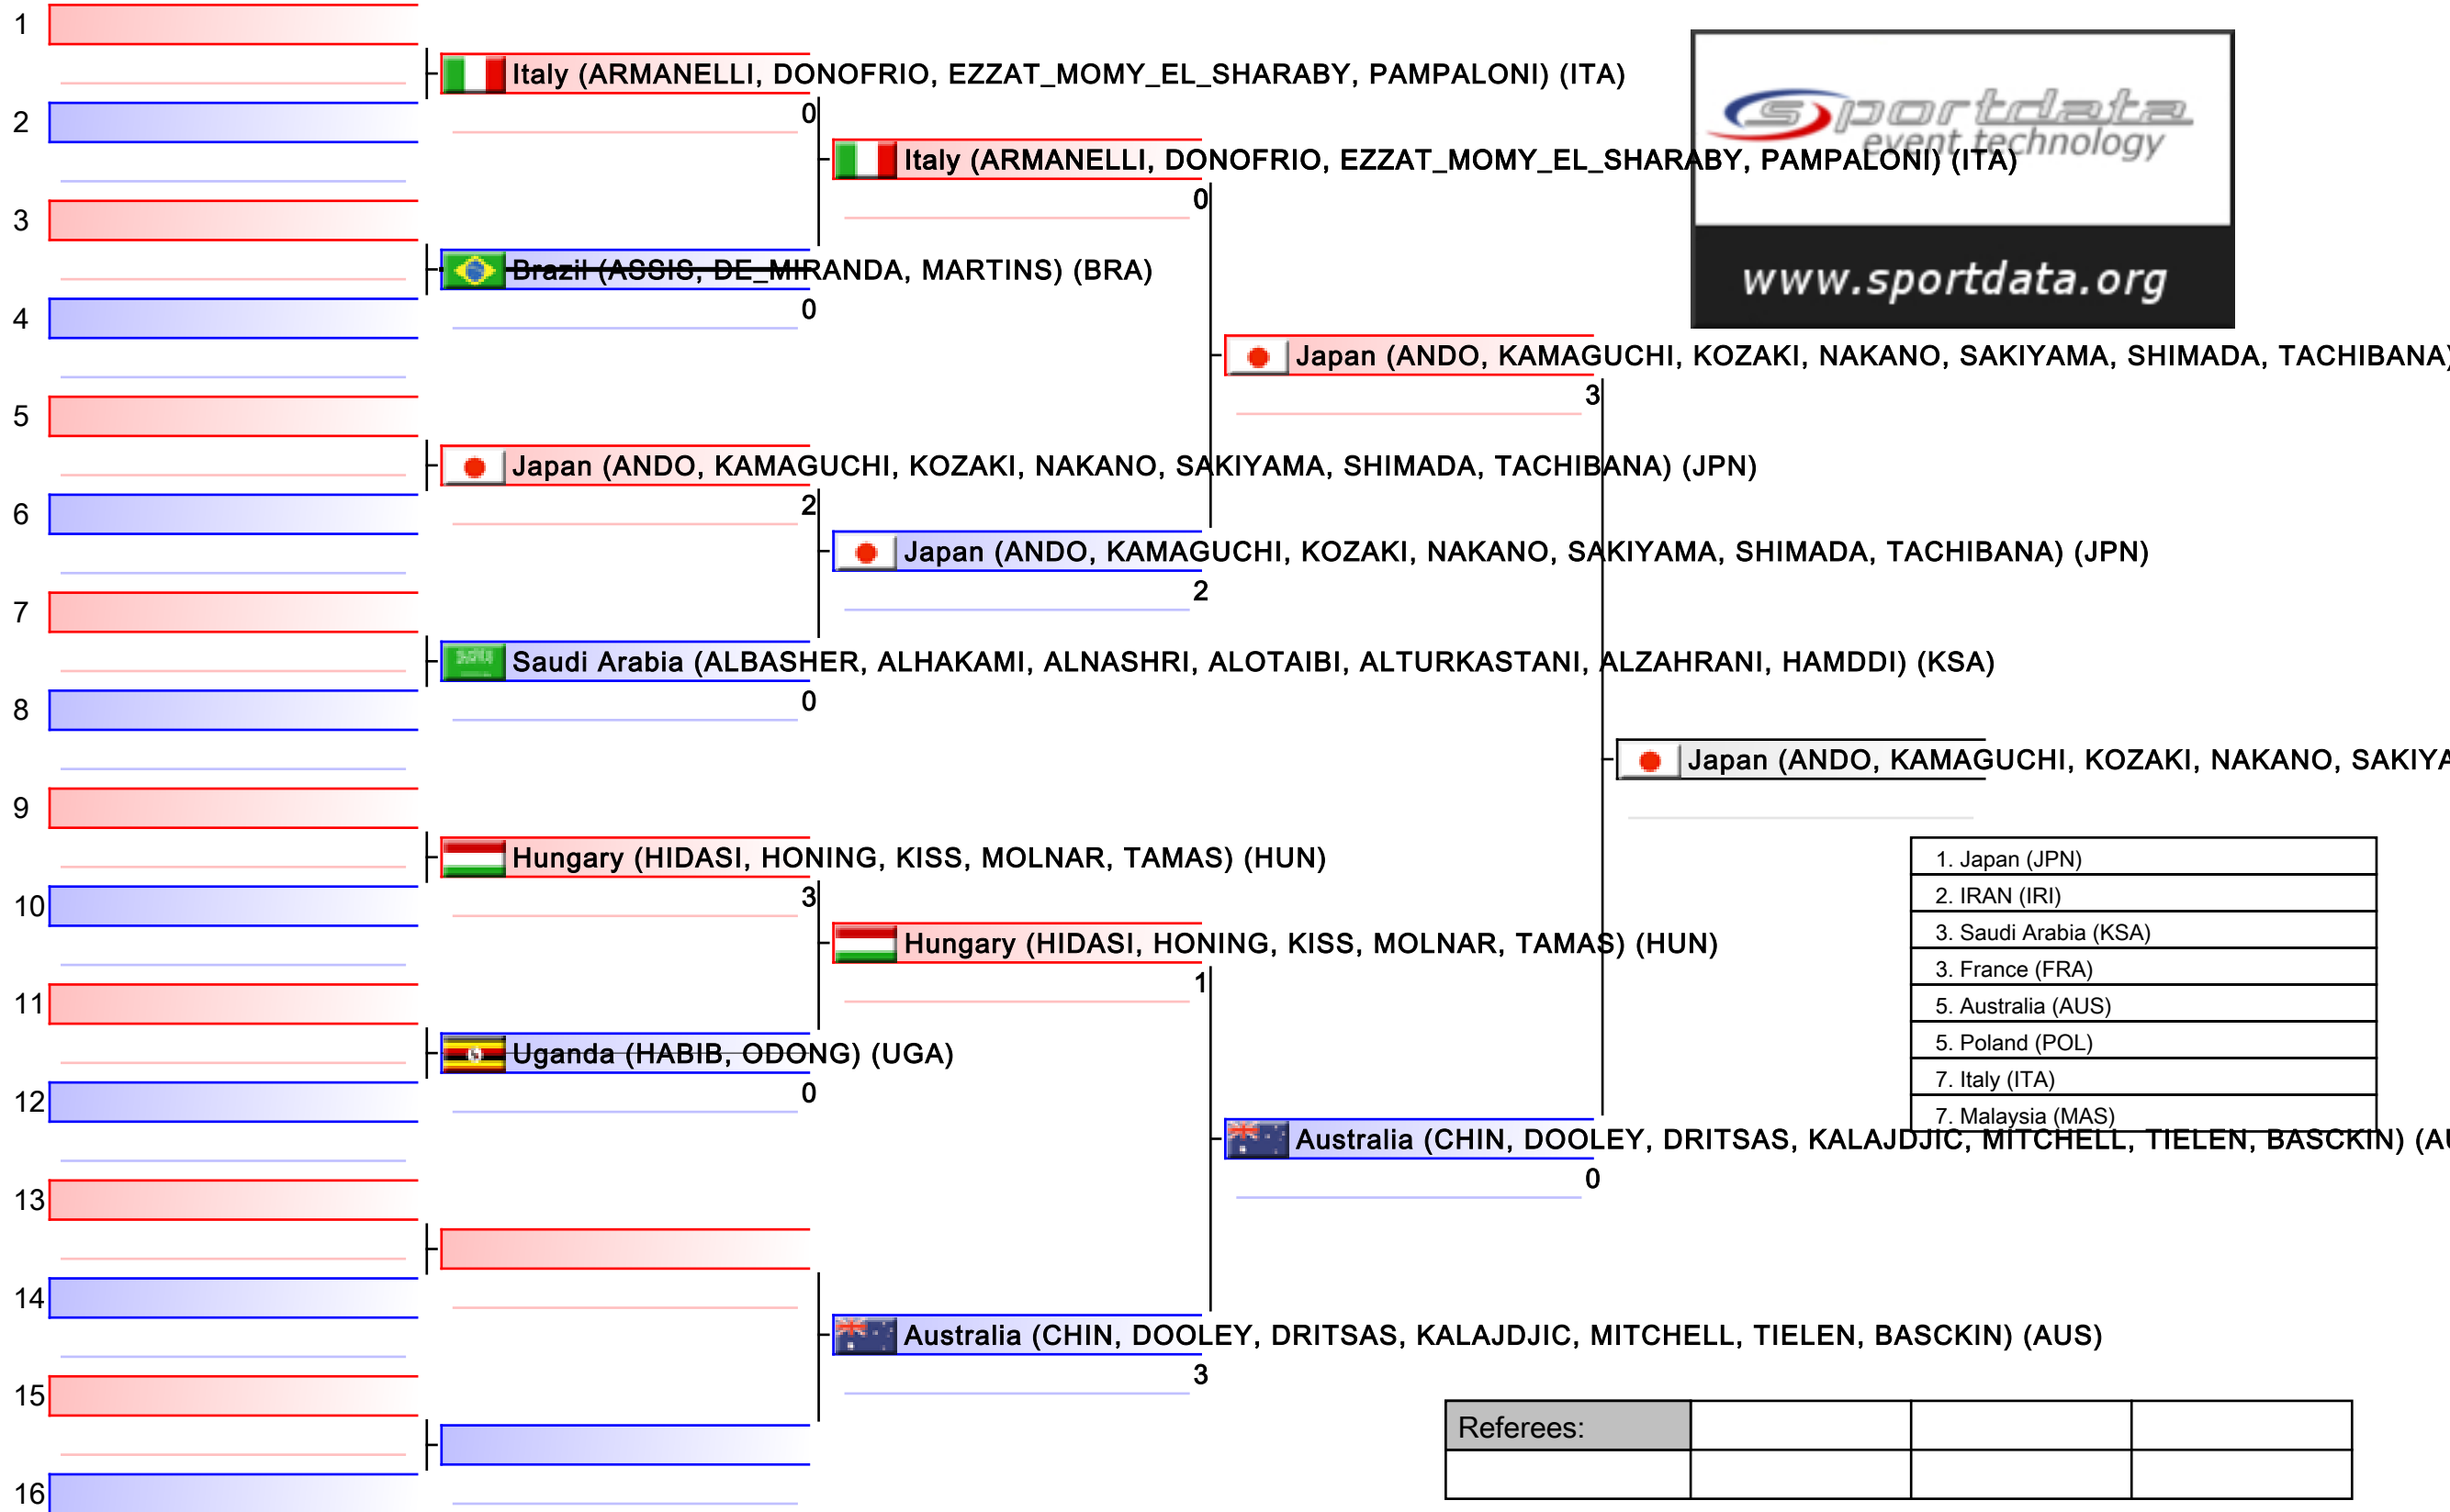 1
Italy (ARMANELLI, DONOFRIO, EZZAT_MOMY_EL_SHARABY, PAMPALONI) (ITA)
0
2
sportdata
event technology
Italy (ARMANELLI, DONOFRIO, EZZAT_MOMY_EL_SHARABY, PAMPALONI) (ITA)
0
3
Brazil (ASSIS, DE_MIRANDA, MARTINS) (BRA)
0
www.sportdata.org
4
Japan (ANDO, KAMAGUCHI, KOZAKI, NAKANO, SAKIYAMA, SHIMADA, TACHIBANA)
3
5
Japan (ANDO, KAMAGUCHI, KOZAKI, NAKANO, SAKIYAMA, SHIMADA, TACHIBANA) (JPN)
2
6
Japan (ANDO, KAMAGUCHI, KOZAKI, NAKANO, SAKIYAMA, SHIMADA, TACHIBANA) (JPN)
2
7
Saudi Arabia (ALBASHER, ALHAKAMI, ALNASHRI, ALOTAIBI, ALTURKASTANI, ALZAHRANI, HAMDDI) (KSA)
0
8
Japan (ANDO, KAMAGUCHI, KOZAKI, NAKANO, SAKIYA
9
Hungary (HIDASI, HONING, KISS, MOLNAR, TAMAS) (HUN)
3
10
Hungary (HIDASI, HONING, KISS, MOLNAR, TAMAS) (HUN)
1
1. Japan (JPN)
2. IRAN (IRI)
3. Saudi Arabia (KSA)
3. France (FRA)
5. Australia (AUS)
5. Poland (POL)
7. Italy (ITA)
7. Malaysia (MAS)
11
Uganda (HABIB, ODONG) (UGA)
0
12
Australia (CHIN, DOOLEY, DRITSAS, KALAJDJIC, MITCHELL, TIELEN, BASCKIN) (AU
0
13
14
Australia (CHIN, DOOLEY, DRITSAS, KALAJDJIC, MITCHELL, TIELEN, BASCKIN) (AUS)
3
15
Referees:
16